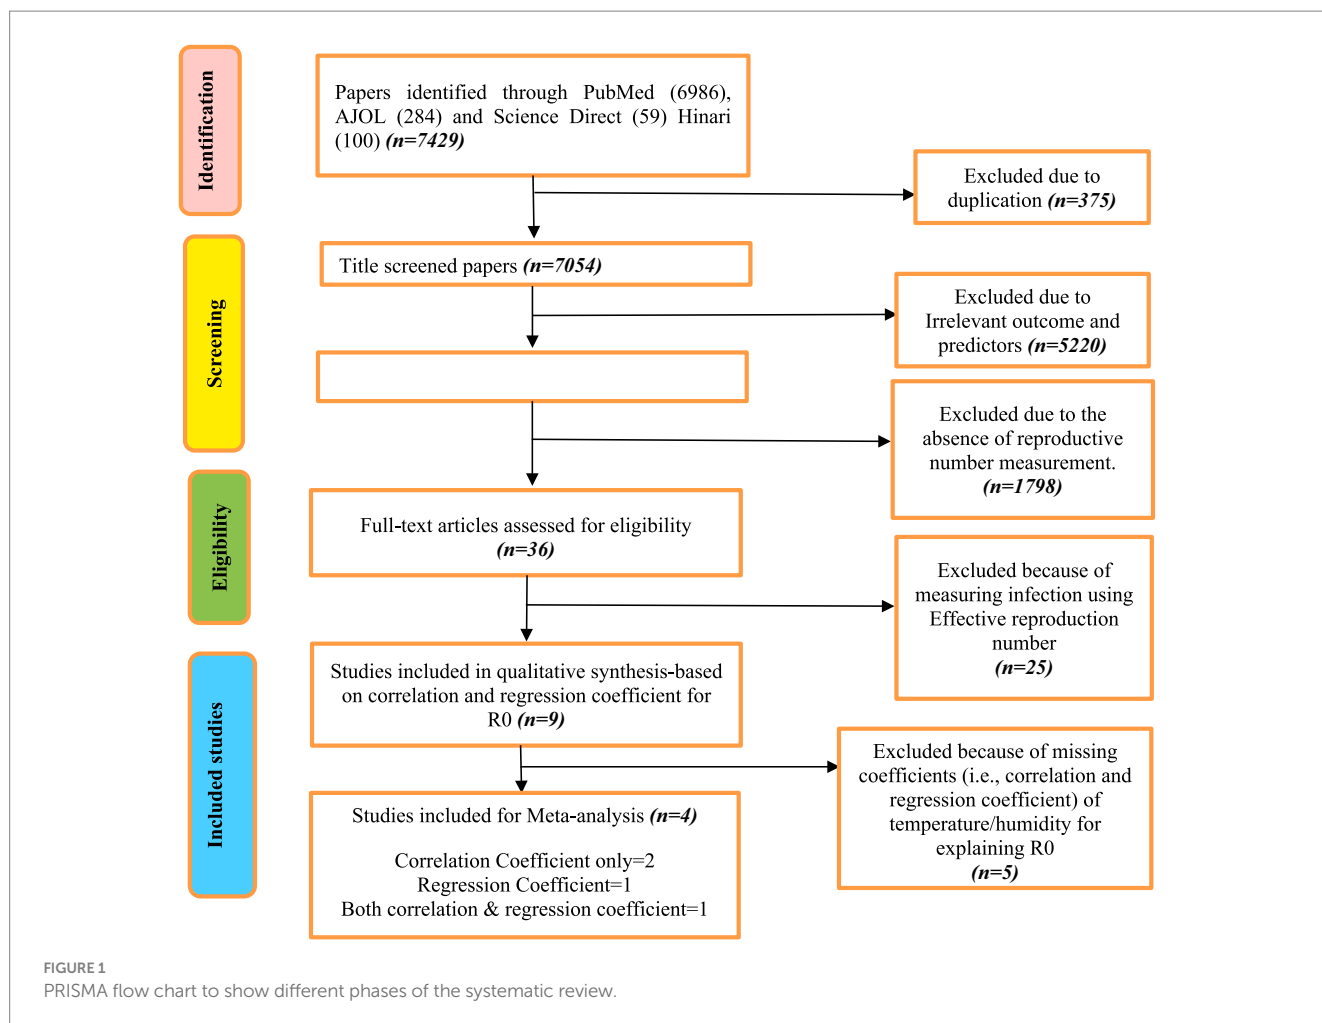 Identification
Papers identified through PubMed (6986),
AJOL (284) and Science Direct (59) Hinari
(100) (n=7429)
Excluded due to
duplication (n=375)
Screening
Title screened papers (n=7054)
Excluded due to
Irrelevant outcome and
predictors (n=5220)
Excluded due to the
absence of reproductive
number measurement.
(n=1798)
Eligibility
Full-text articles assessed for eligibility
(n=36)
Excluded because of
measuring infection using
Effective reproduction
number
(n=25)
Included studies
Studies included in qualitative synthesis-based
on correlation and regression coefficient for
R0 (n=9)
Excluded because of missing
coefficients (i.e., correlation and
regression coefficient) of
temperature/humidity for
explaining R0
(n=5)
Studies included for Meta-analysis (n=4)
Correlation Coefficient only=2
Regression Coefficient=1
Both correlation & regression coefficient=1
FIGURE 1
PRISMA flow chart to show different phases of the systematic review.